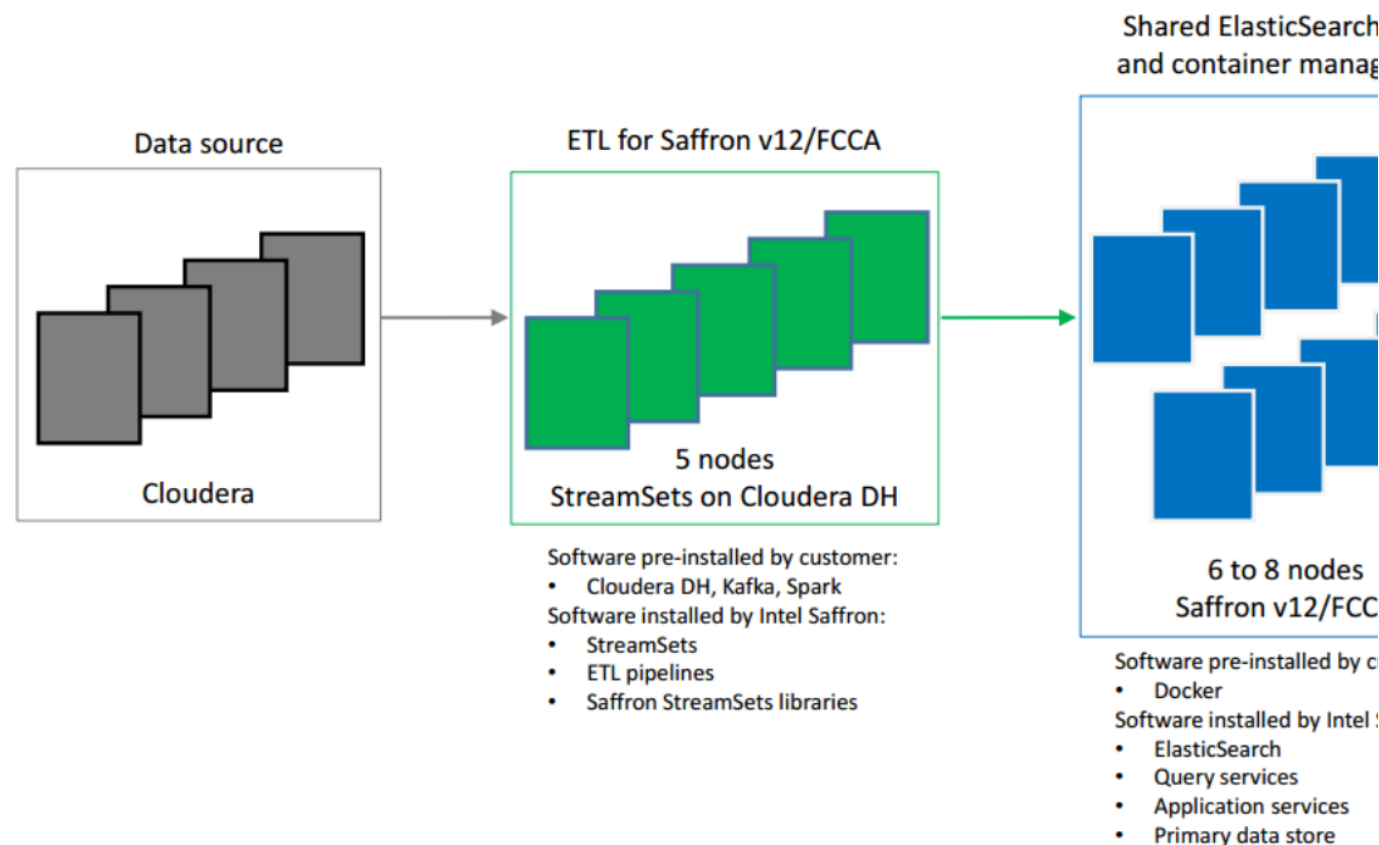 Data source
Cloudera
ETL for Saffron v12/FCCA
5 nodes
StreamSets on Cloudera DH
Software pre-installed by customer:
• Cloudera DH, Kafka, Spark
Software installed by Intel Saffron:
• StreamSets
• ETL pipelines
• Saffron StreamSets libraries
Shared ElasticSearch
and container
6 to 8 nodes
Saffron v12/FCC
Software pre-installed by
• Docker
Software installed by Intel
• ElasticSearch
• Query services
• Application services
• Primary data store